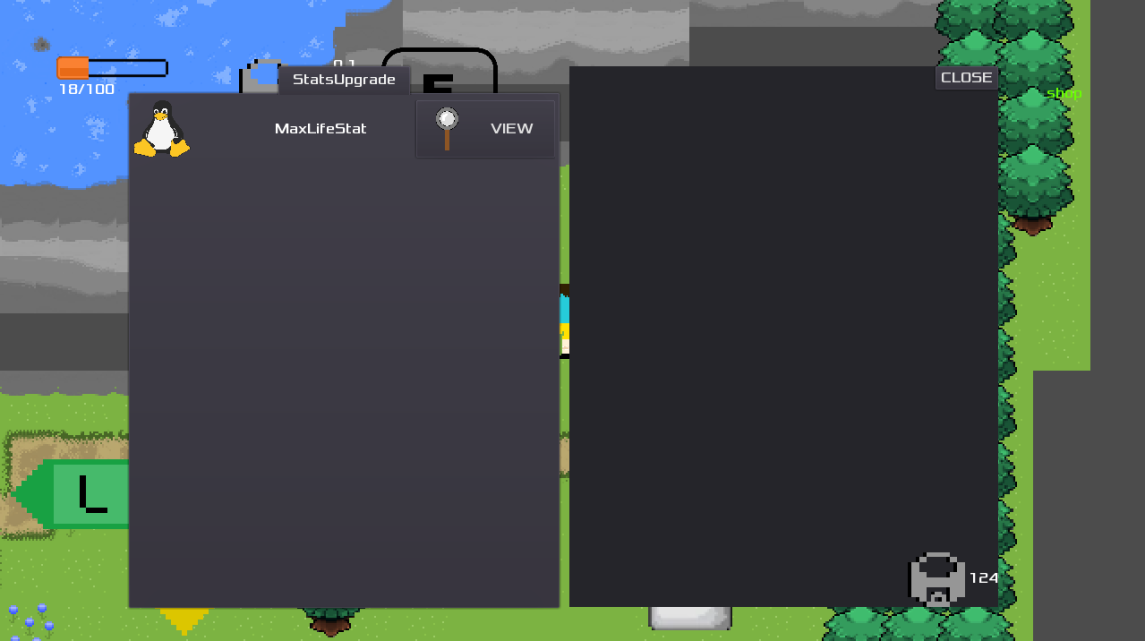 18/100
StatsUpgrade
CLOSE
shop
MaxLifeStat
VIEW
L
124